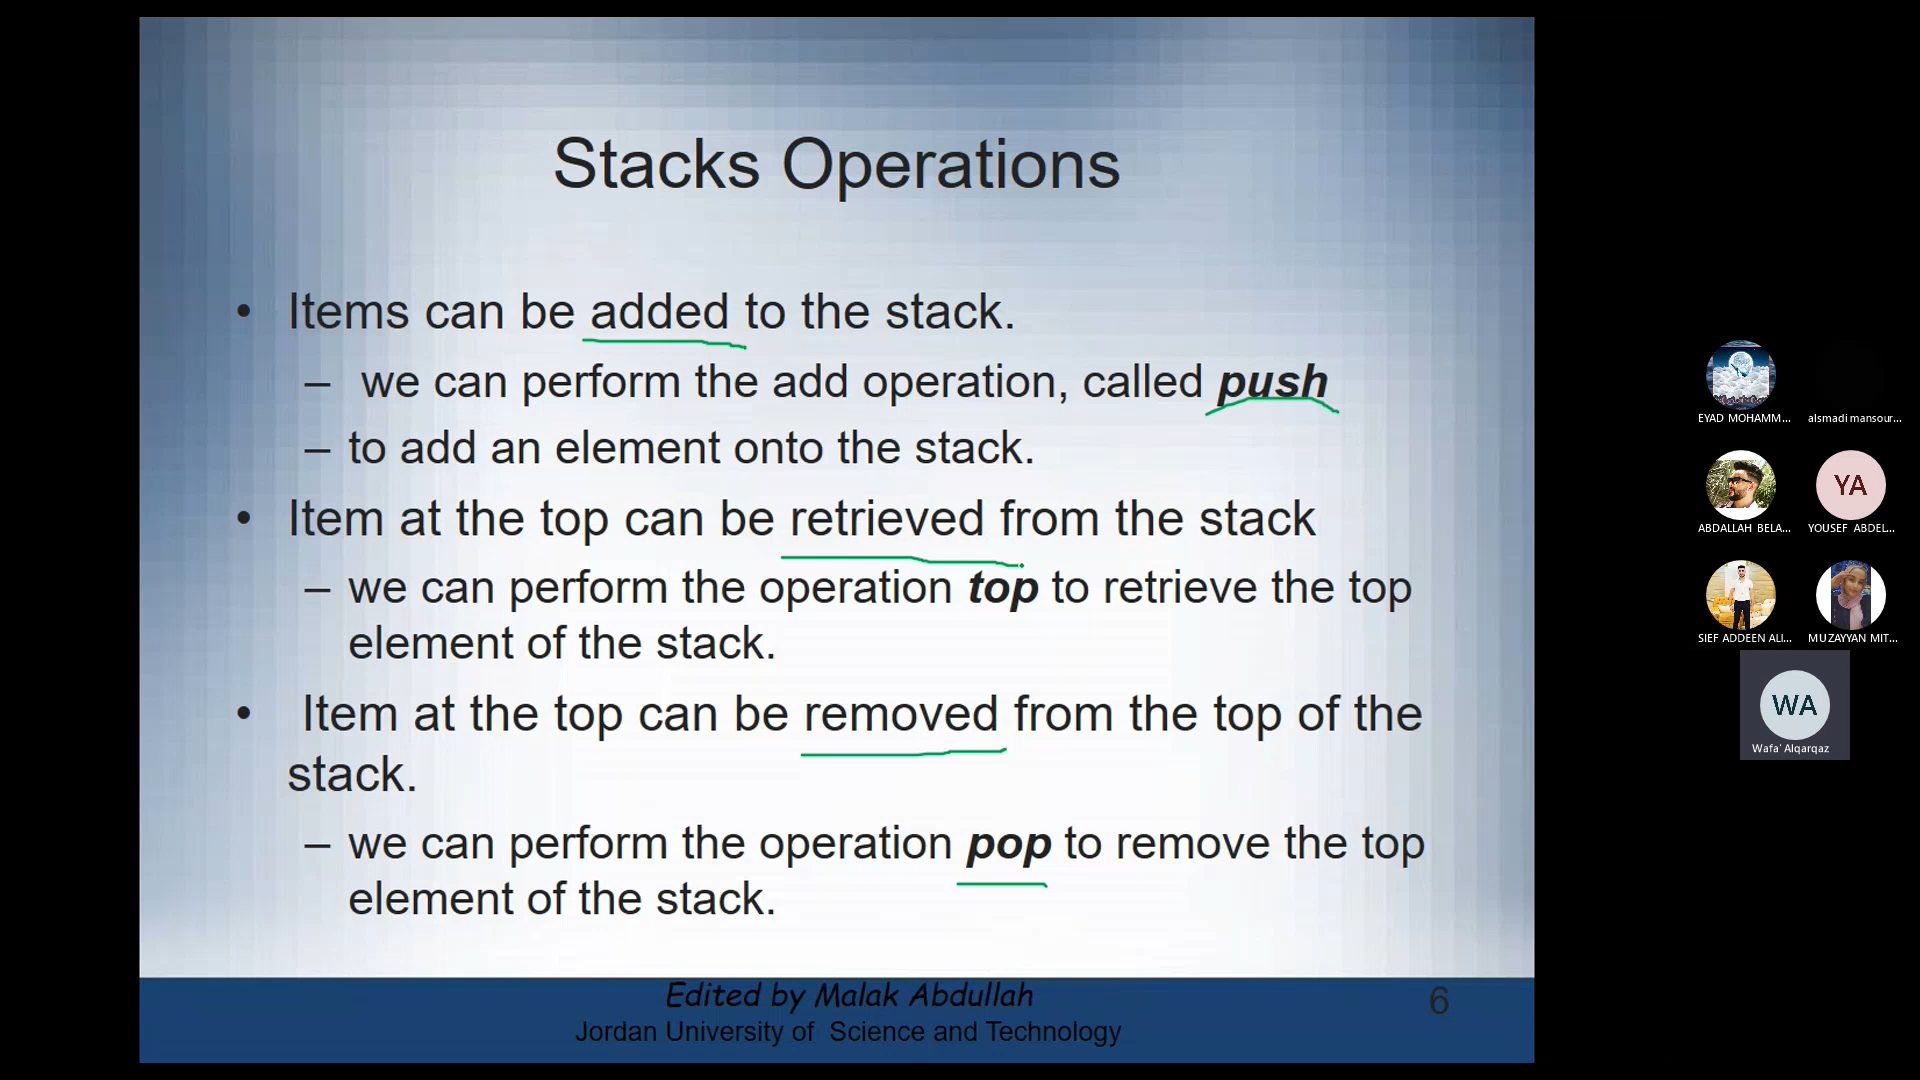 Stacks Operations
• Items can be added to the stack.
– we can perform the add operation, called push
– to add an element onto the stack.
• Item at the top can be retrieved from the stack
– we can perform the operation top to retrieve the top
element of the stack.
• Item at the top can be removed from the top of the
stack.
– we can perform the operation pop to remove the top
element of the stack.
Edited by Malak Abdullah
Jordan University of Science and Technology
6
EYAD MOHAMM...
alsmadi mansour...
ABDALLAH BELA...
YA
YOUSEF ABDEL...
SIEF ADDEEN ALI...
MUZAYYAN MIT...
WA
Wafa' Alqarqaz